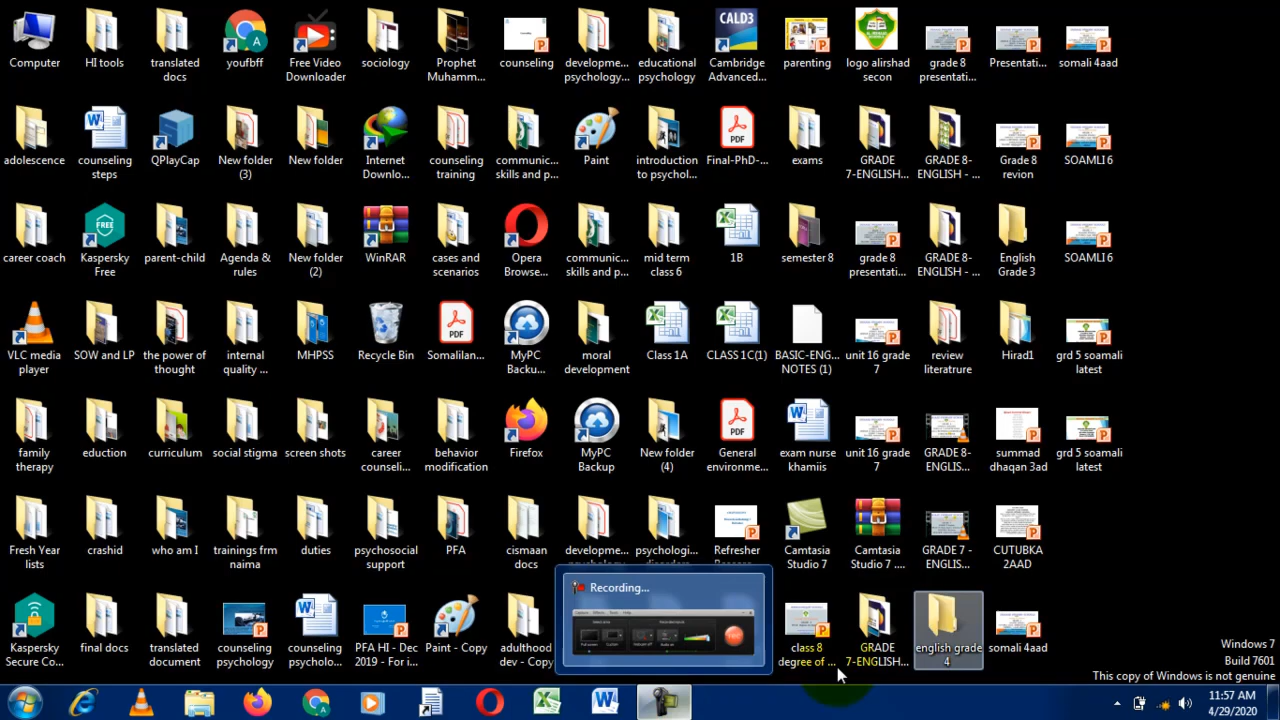 Computer
HI tools
translated
docs
youfbff
Free Video
Downloader
sociology
Prophet
Muhamm...
counseling
developme...
psychology...
educational
psychology
Cambridge
Advanced...
parenting
logo alirshad
secon
grade 8
presentati...
Presentati...
somali 4aad
adolescence
counseling
steps
QPlayCap
New folder
(3)
New folder
Internet
Downlo...
counseling
training
communic...
skills and p...
Paint
introduction
to psychol...
Final-PhD-...
exams
GRADE
7-ENGLISH...
GRADE 8-
ENGLISH - ...
Grade 8
revion
SOAMLI 6
career coach
Kaspersky
Free
parent-child
Agenda &
rules
New folder
(2)
WinRAR
cases and
scenarios
Opera
Browse...
communic...
skills and p...
mid term
class 6
1B
semester 8
grade 8
presentati...
GRADE 8-
ENGLISH - ...
English
Grade 3
SOAMLI 6
VLC media
player
SOW and LP
the power of
thought
internal
quality ...
MHPSS
Recycle Bin
Somalilan...
MyPC
Backu...
moral
development
Class 1A
CLASS 1C(1)
BASIC-ENG...
NOTES (1)
unit 16 grade
7
review
literatrure
Hirad1
grd 5 soamali
latest
family
therapy
eduction
curriculum
social stigma
screen shots
career
counseli...
behavior
modification
Firefox
MyPC
Backup
New folder
(4)
General
environme...
exam nurse
khamiis
unit 16 grade
7
GRADE 8-
ENGLIS...
summad
dhaqan 3ad
grd 5 soamali
latest
Fresh Year
lists
crashid
who am I
trainings frm
naima
duties
psychosocial
support
PFA
cismaan
docs
developme...
psychologi...
Refresher
Camtasia
Studio 7
Camtasia
Studio 7 ....
GRADE 7 -
ENGLIS...
CUTUBKA
2AAD
Recording...
Kaspersky
Secure Co...
final docs
translated
document
counseling
psychology
counseling
psycholo...
PFA HI - Dec
2019 - For i...
Paint - Copy
adulthood
dev - Copy
class 8
degree of ...
GRADE
7-ENGLISH...
english grade
4
somali 4aad
Windows 7
Build 7601
This copy of Windows is not genuine
11:57 AM
4/29/2020